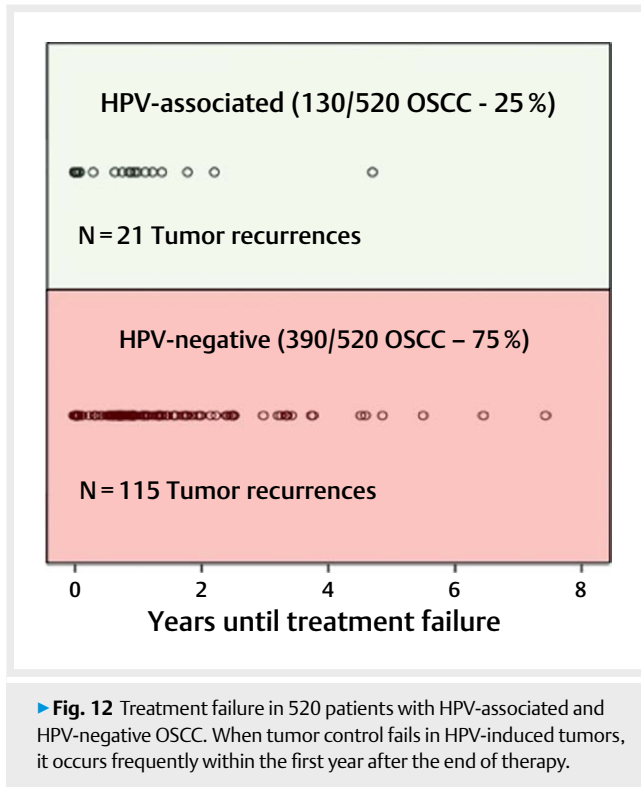 HPV-associated (130/520 OSCC - 25 %)
N = 21 Tumor recurrences
HPV-negative (390/520 OSCC – 75 %)
N = 115 Tumor recurrences
0 2 4 6 8
Years until treatment failure
►Fig. 12 Treatment failure in 520 patients with HPV-associated and
HPV-negative OSCC. When tumor control fails in HPV-induced tumors,
it occurs frequently within the first year after the end of therapy.